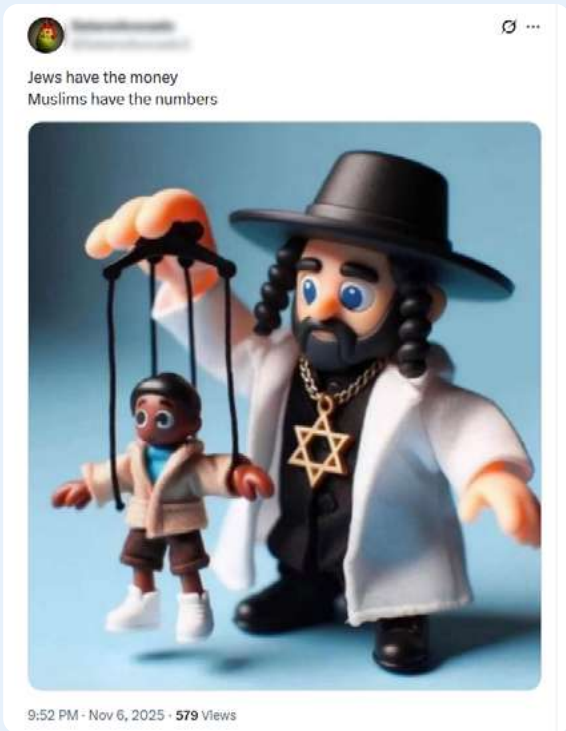 Jews have the money
Muslims have the numbers
9:52 PM · Nov 6, 2025 · 579 Views